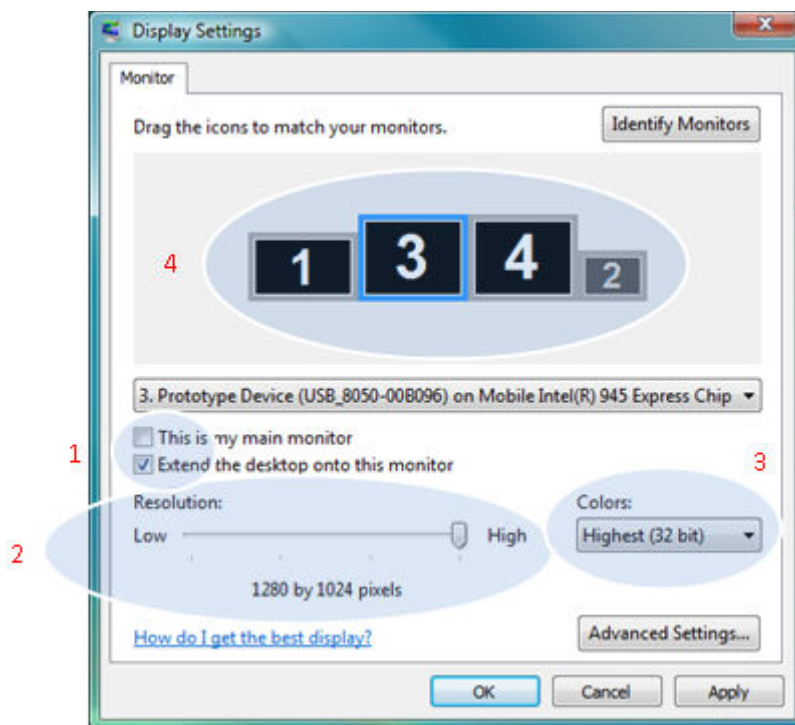 Display Settings
Monitor
Drag the icons to match your monitors.
Identify Monitors
4
1 3 4 2
3. Prototype Device (USB_8050-00B096) on Mobile Intel(R) 945 Express Chip
1
This is my main monitor
Extend the desktop onto this monitor
3
Resolution:
Colors:
2
Low High
Highest (32 bit)
1280 by 1024 pixels
How do I get the best display?
Advanced Settings...
OK Cancel Apply